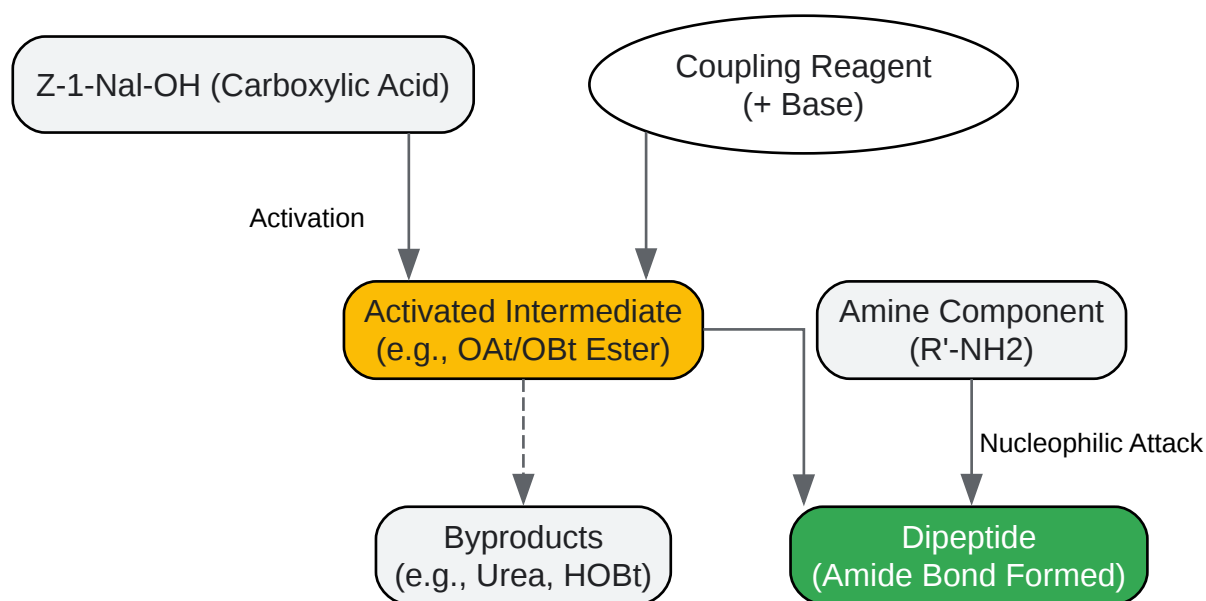 Z-1-Nal-OH (Carboxylic Acid)
Coupling Reagent
(+ Base)
Activation
Activated Intermediate
(e.g., OAt/OBt Ester)
Amine Component
(R'-NH2)
Nucleophilic Attack
Byproducts
(e.g., Urea, HOBt)
Dipeptide
(Amide Bond Formed)